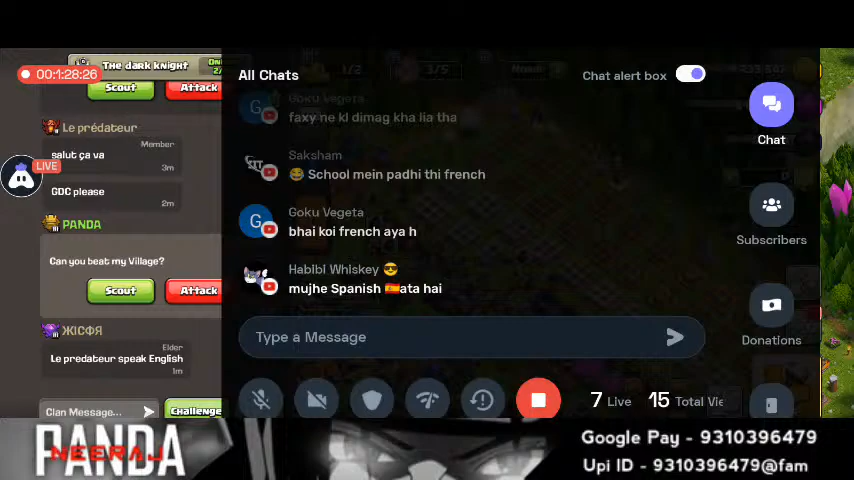 The dark knight
00:1:28:26
Scout
Attack
Le prédateur
Member
salut ça va
3m
LIVE
GDC please
2m
PANDA
Can you beat my Village?
Scout
Attack
ЖІСФЯ
Elder
Le predateur speak English
1m
Clan Message...
Challenge
All Chats
Chat alert box
Goku Vegeta
faxy ne kl dimag kha lia tha
Saksham
😂 School mein padhi thi french
Goku Vegeta
bhai koi french aya h
Habibi Whiskey 😎
mujhe Spanish 🇪🇸ata hai
Type a Message
7 Live
15 Total Vie
Chat
Subscribers
Donations
PANDA
NEERAJ
Google Pay - 9310396479
Upi ID - 9310396479@fam